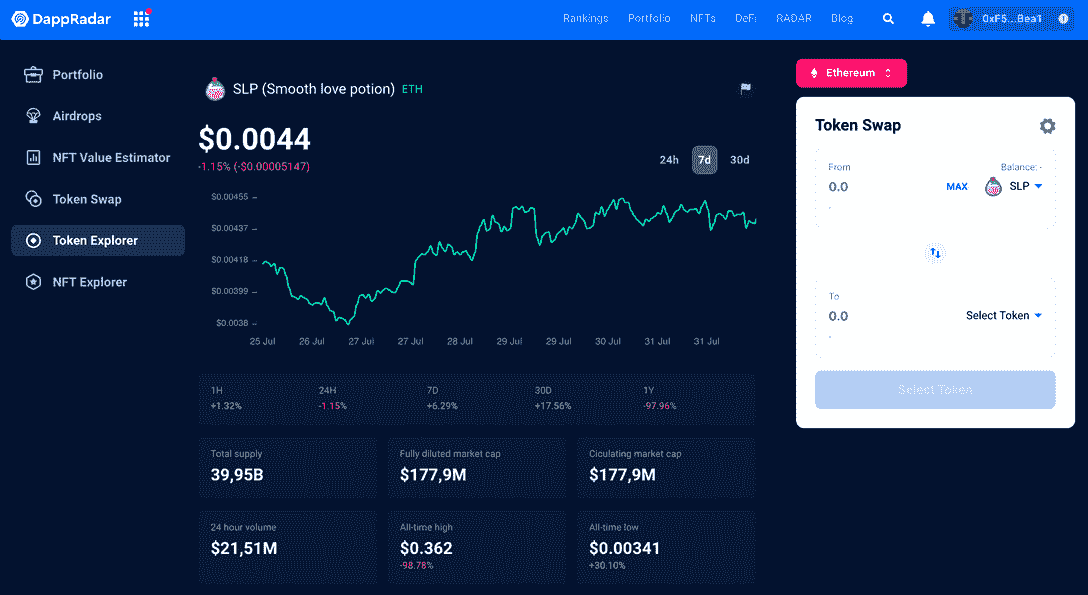 DappRadar
Rankings Portfolio NFTs DeFi RADAR Blog 0xF5...Bea1
Portfolio
Airdrops
NFT Value Estimator
Token Swap
Token Explorer
NFT Explorer
SLP (Smooth love potion) ETH
$0.0044
-1.15% (-$0.00005147)
24h 7d 30d
$0.00455
$0.00437
$0.00418
$0.00399
$0.0038
25 Jul 26 Jul 27 Jul 27 Jul 28 Jul 29 Jul 29 Jul 30 Jul 31 Jul 31 Jul
1H 24H 7D 30D 1Y
+1.32% -1.15% +6.29% +17.56% -97.96%
Total supply Fully diluted market cap Ciculating market cap
39,95B $177,9M $177,9M
24 hour volume All-time high All-time low
$21,51M $0.362 $0.00341
-98.78% +30.10%
Ethereum
Token Swap
From Balance: -
0.0 MAX SLP
-
To
0.0 Select Token
-
Select Token